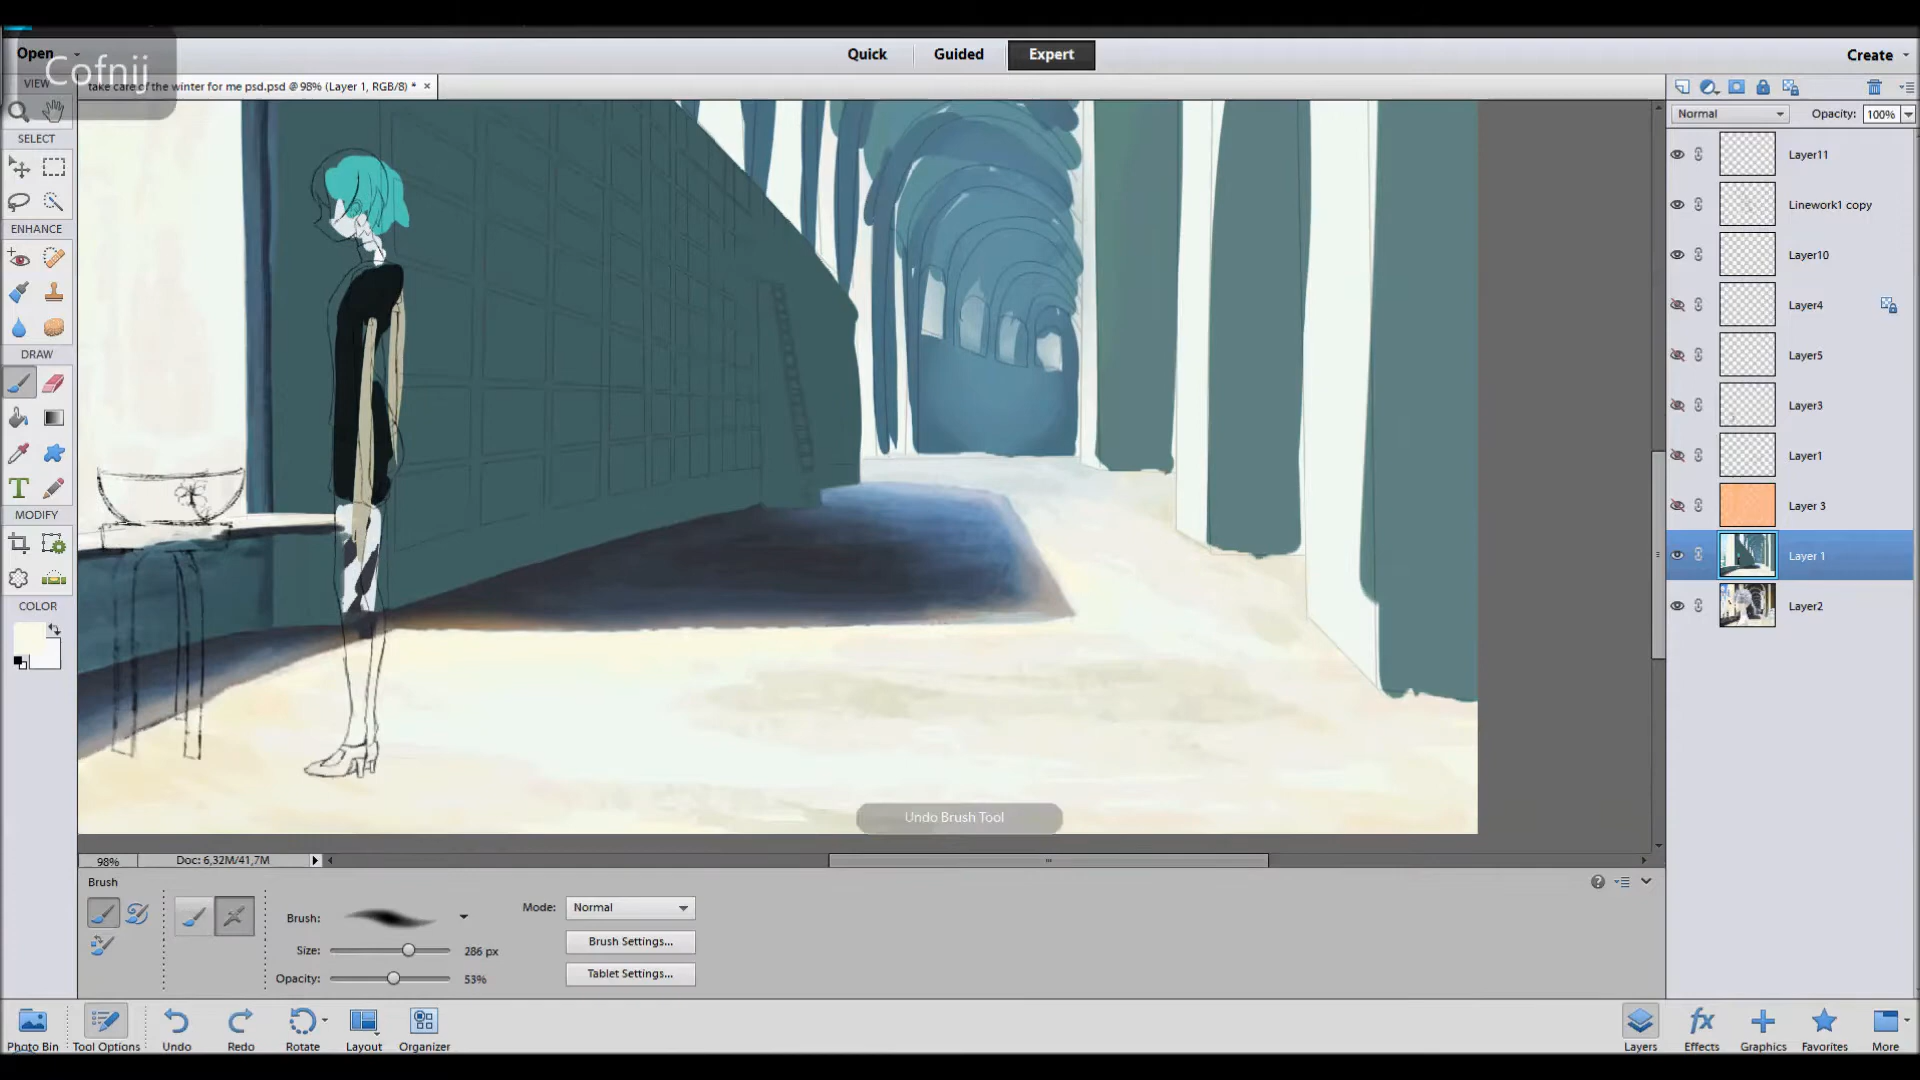 Open
Cofnij
Quick
Guided
Expert
Create
take care of the winter for me psd.psd @ 98% (Layer 1, RGB/8) *
VIEW
SELECT
ENHANCE
DRAW
MODIFY
COLOR
Normal
Opacity: 100%
Layer11
Linework1 copy
Layer10
Layer4
Layer5
Layer3
Layer1
Layer 3
Layer 1
Layer2
Undo Brush Tool
98%
Doc: 6,32M/41,7M
Brush
Brush:
Size: 286 px
Opacity: 53%
Mode: Normal
Brush Settings...
Tablet Settings...
Photo Bin
Tool Options
Undo
Redo
Rotate
Layout
Organizer
Layers
fx
Effects
Graphics
Favorites
More